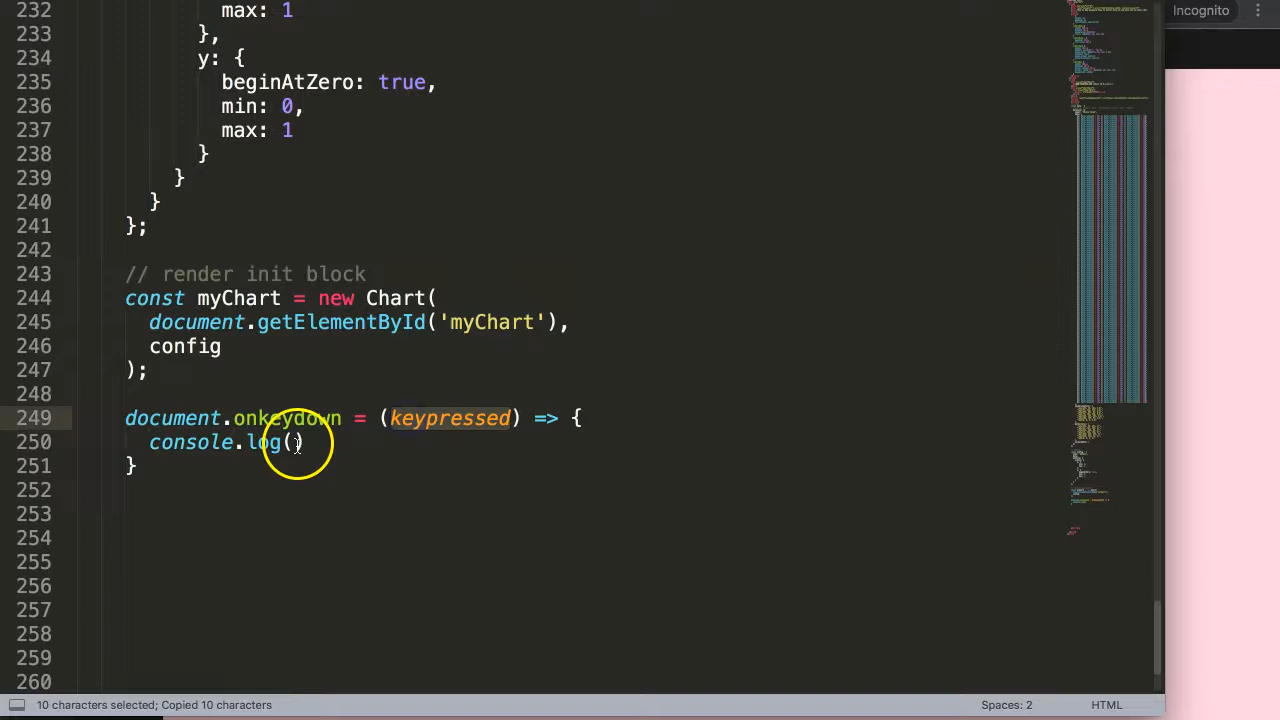 Incognito
232 max: 1
233 },
234 y: {
235 beginAtZero: true,
236 min: 0,
237 max: 1
238 }
239 }
240 }
241 };
242
243 // render init block
244 const myChart = new Chart(
245 document.getElementById('myChart'),
246 config
247 );
248
249 document.onkeydown = (keypressed) => {
250 console.log()
251 }
252
253
254
255
256
257
258
259
260
10 characters selected; Copied 10 characters Spaces: 2 HTML